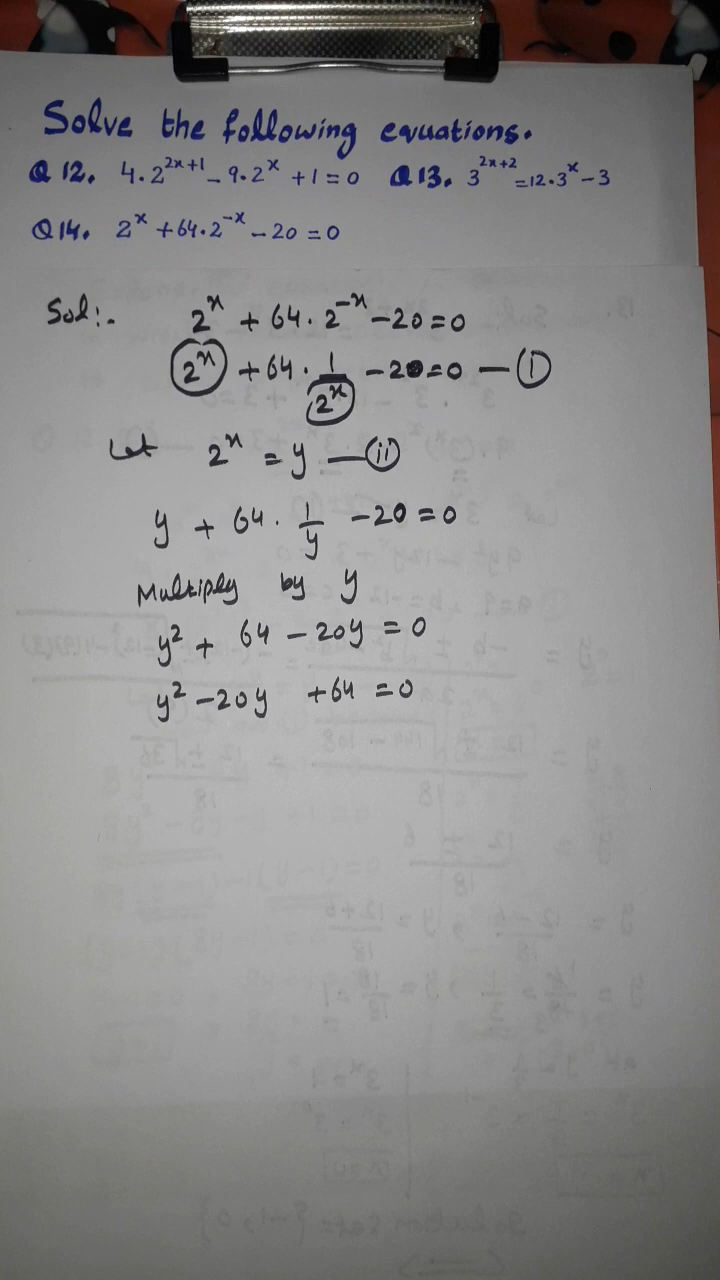 Solve the following equations.
Q 12. 4.2^(2x+1) - 9.2^x + 1 = 0 Q 13. 3^(2x+2) = 12.3^x - 3
Q 14. 2^x + 64.2^(-x) - 20 = 0
Sol:- 2^x + 64. 2^(-x) - 20 = 0
2^x + 64. 1/2^x - 20 = 0 — (i)
Let 2^x = y — (ii)
y + 64. 1/y - 20 = 0
Multiply by y
y² + 64 - 20y = 0
y² - 20y + 64 = 0